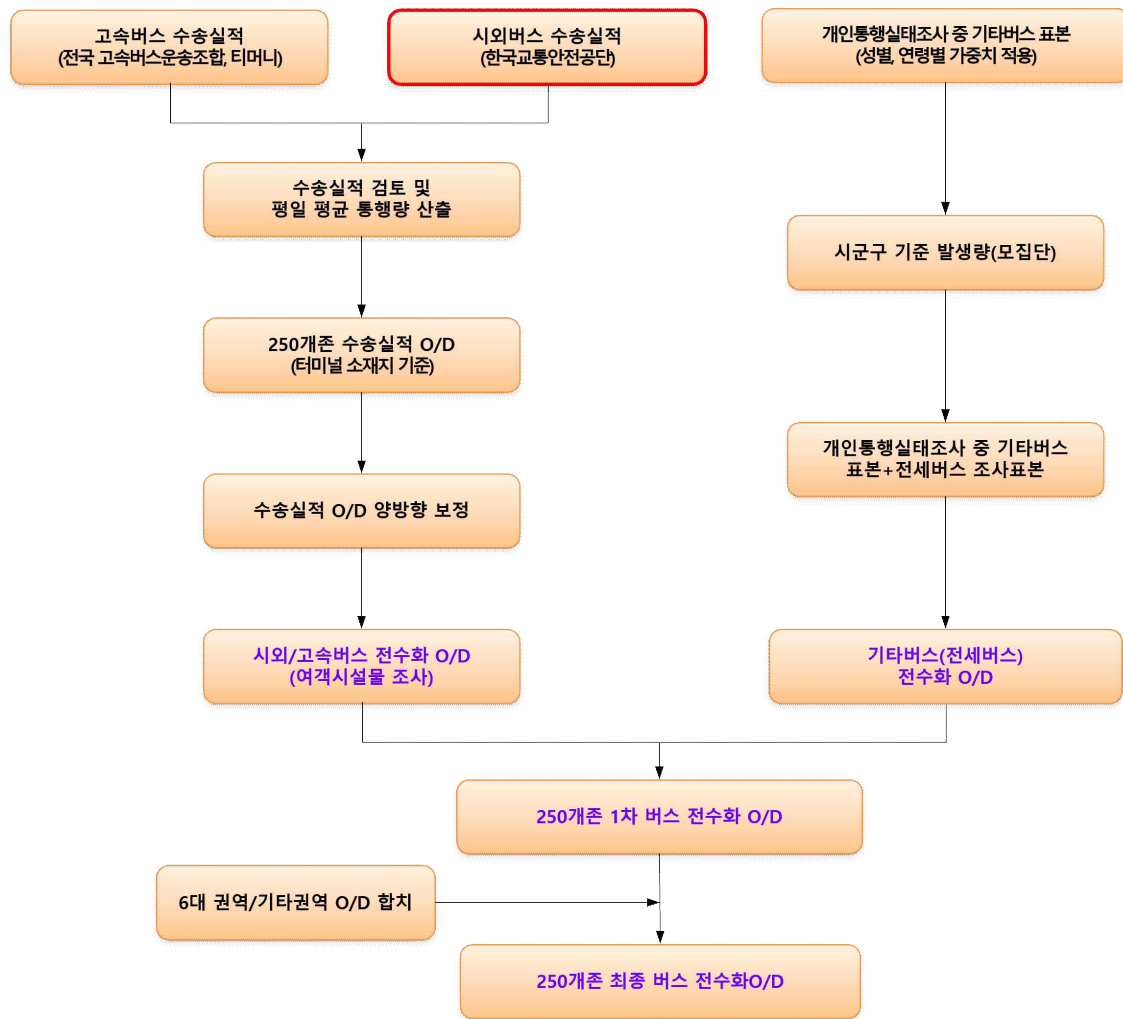 고속버스 수송실적
(전국 고속버스운송조합, 티머니)
시외버스 수송실적
(한국교통안전공단)
개인통행실태조사 중 기타버스 표본
(성별, 연령별 가중치 적용)
수송실적 검토 및
평일 평균 통행량 산출
시군구 기준 발생량(모집단)
250개존 수송실적 O/D
(터미널 소재지 기준)
개인통행실태조사 중 기타버스
표본+전세버스 조사표본
수송실적 O/D 양방향 보정
시외/고속버스 전수화 O/D
(여객시설물 조사)
기타버스(전세버스)
전수화 O/D
250개존 1차 버스 전수화 O/D
6대 권역/기타권역 O/D 합치
250개존 최종 버스 전수화O/D